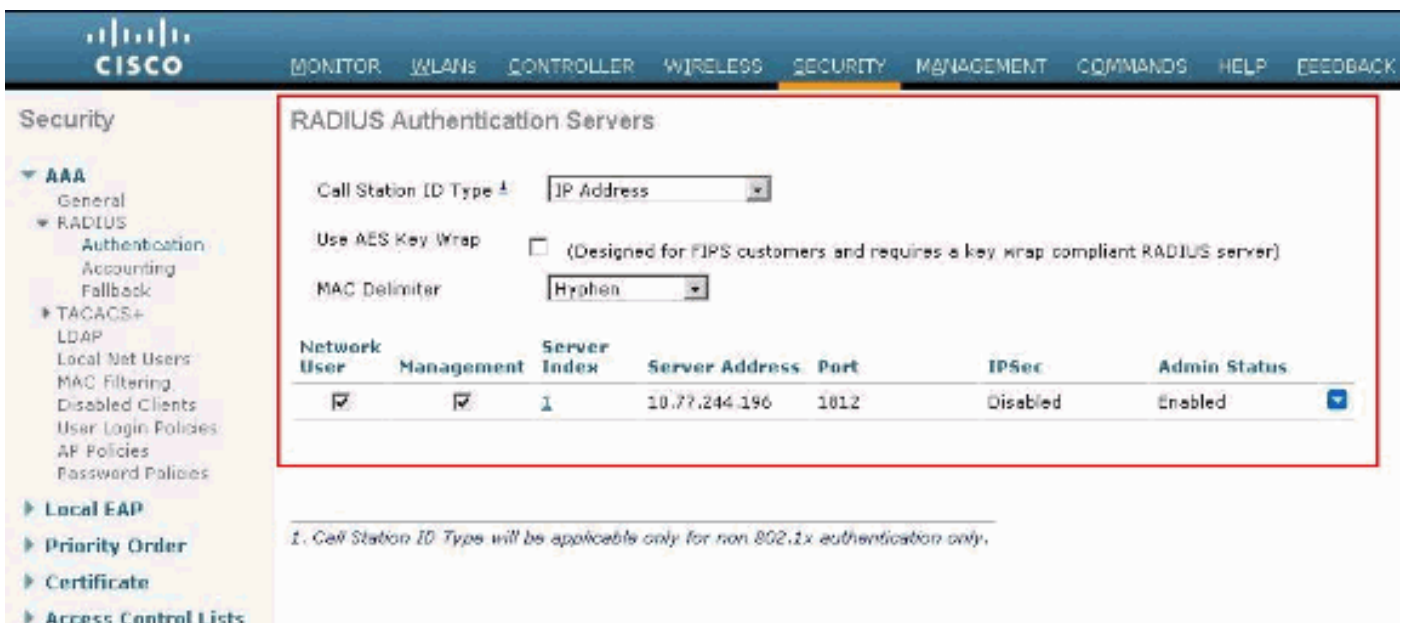 CISCO
MONITOR WLANs CONTROLLER WIRELESS SECURITY MANAGEMENT COMMANDS HELP FEEDBACK
Security
AAA
General
RADIUS
Authentication
Accounting
Fallback
TACACS+
LDAP
Local Net Users
MAC Filtering
Disabled Clients
User Login Policies
AP Policies
Password Policies
Local EAP
Priority Order
Certificate
Access Control Lists
RADIUS Authentication Servers
Call Station ID Type 1 IP Address
Use AES Key Wrap (Designed for FIPS customers and requires a key wrap compliant RADIUS server)
MAC Delimiter Hyphen
Network User Management Server Index Server Address Port IPSec Admin Status
1 10.77.244.196 1812 Disabled Enabled
1. Call Station ID Type will be applicable only for non 802.1x authentication only.